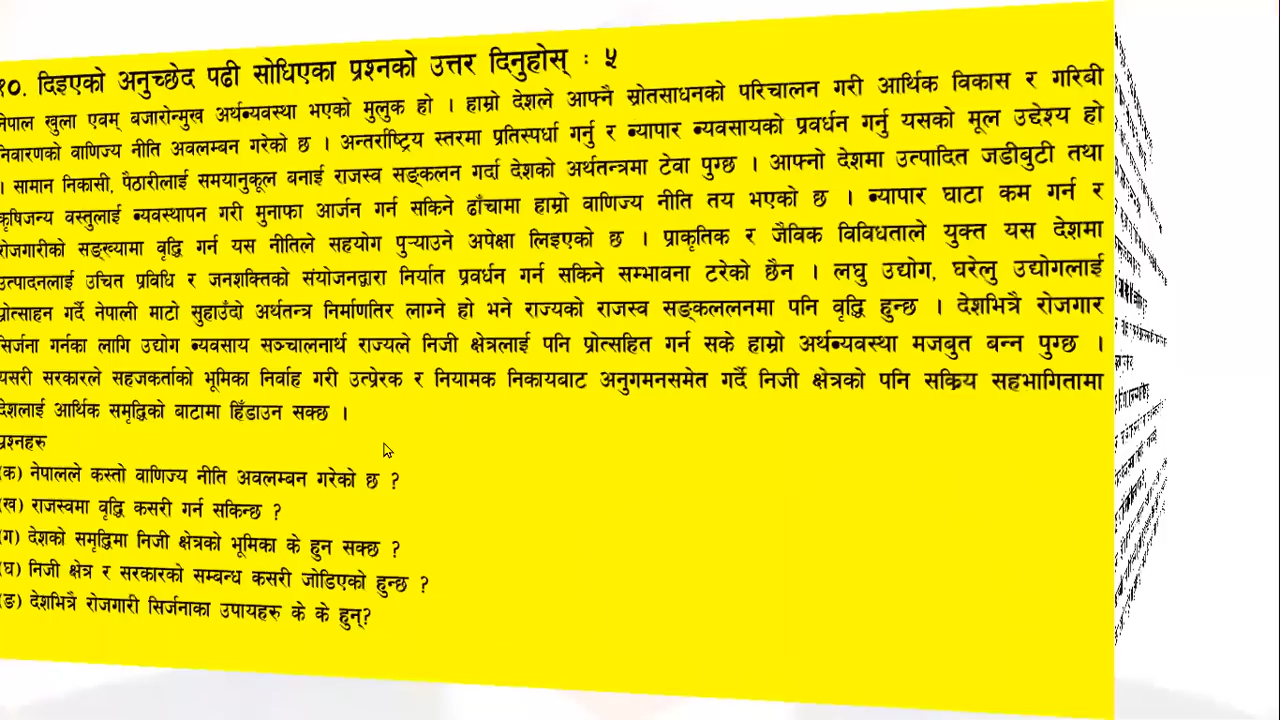 १०. दिइएको अनुच्छेद पढी सोधिएका प्रश्नको उत्तर दिनुहोस् : ५
नेपाल खुला एवम् बजारोन्मुख अर्थव्यवस्था भएको मुलुक हो । हाम्रो देशले आफ्नै स्रोतसाधनको परिचालन गरी आर्थिक विकास र गरिबी
निवारणको वाणिज्य नीति अवलम्बन गरेको छ । अन्तर्राष्ट्रिय स्तरमा प्रतिस्पर्धा गर्नु र व्यापार व्यवसायको प्रवर्धन गर्नु यसको मूल उद्देश्य हो
। सामान निकासी, पैठारीलाई समयानुकूल बनाई राजस्व सङ्कलन गर्दा देशको अर्थतन्त्रमा टेवा पुग्छ । आफ्नो देशमा उत्पादित जडीबुटी तथा
कृषिजन्य वस्तुलाई व्यवस्थापन गरी मुनाफा आर्जन गर्न सकिने ढाँचामा हाम्रो वाणिज्य नीति तय भएको छ । व्यापार घाटा कम गर्न र
रोजगारीको सङ्ख्यामा वृद्धि गर्न यस नीतिले सहयोग पुऱ्याउने अपेक्षा लिइएको छ । प्राकृतिक र जैविक विविधताले युक्त यस देशमा
उत्पादनलाई उचित प्रविधि र जनशक्तिको संयोजनद्वारा निर्यात प्रवर्धन गर्न सकिने सम्भावना टरेको छैन । लघु उद्योग, घरेलु उद्योगलाई
प्रोत्साहन गर्दै नेपाली माटो सुहाउँदो अर्थतन्त्र निर्माणतिर लाग्ने हो भने राज्यको राजस्व सङ्कललनमा पनि वृद्धि हुन्छ । देशभित्रै रोजगार
सिर्जना गर्नका लागि उद्योग व्यवसाय सञ्चालनार्थ राज्यले निजी क्षेत्रलाई पनि प्रोत्सहित गर्न सके हाम्रो अर्थव्यवस्था मजबुत बन्न पुग्छ ।
यसरी सरकारले सहजकर्ताको भूमिका निर्वाह गरी उत्प्रेरक र नियामक निकायबाट अनुगमनसमेत गर्दै निजी क्षेत्रको पनि सक्रिय सहभागितामा
देशलाई आर्थिक समृद्धिको बाटामा हिँडाउन सक्छ ।
प्रश्नहरु
(क) नेपालले कस्तो वाणिज्य नीति अवलम्बन गरेको छ ?
(ख) राजस्वमा वृद्धि कसरी गर्न सकिन्छ ?
(ग) देशको समृद्धिमा निजी क्षेत्रको भूमिका के हुन सक्छ ?
(घ) निजी क्षेत्र र सरकारको सम्बन्ध कसरी जोडिएको हुन्छ ?
(ङ) देशभित्रै रोजगारी सिर्जनाका उपायहरु के के हुन्?